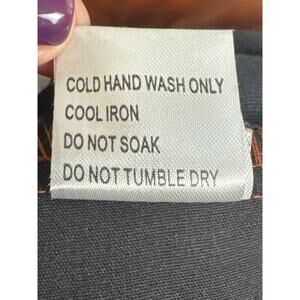 COLD HAND WASH ONLY
COOL IRON
DO NOT SOAK
DO NOT TUMBLE DRY